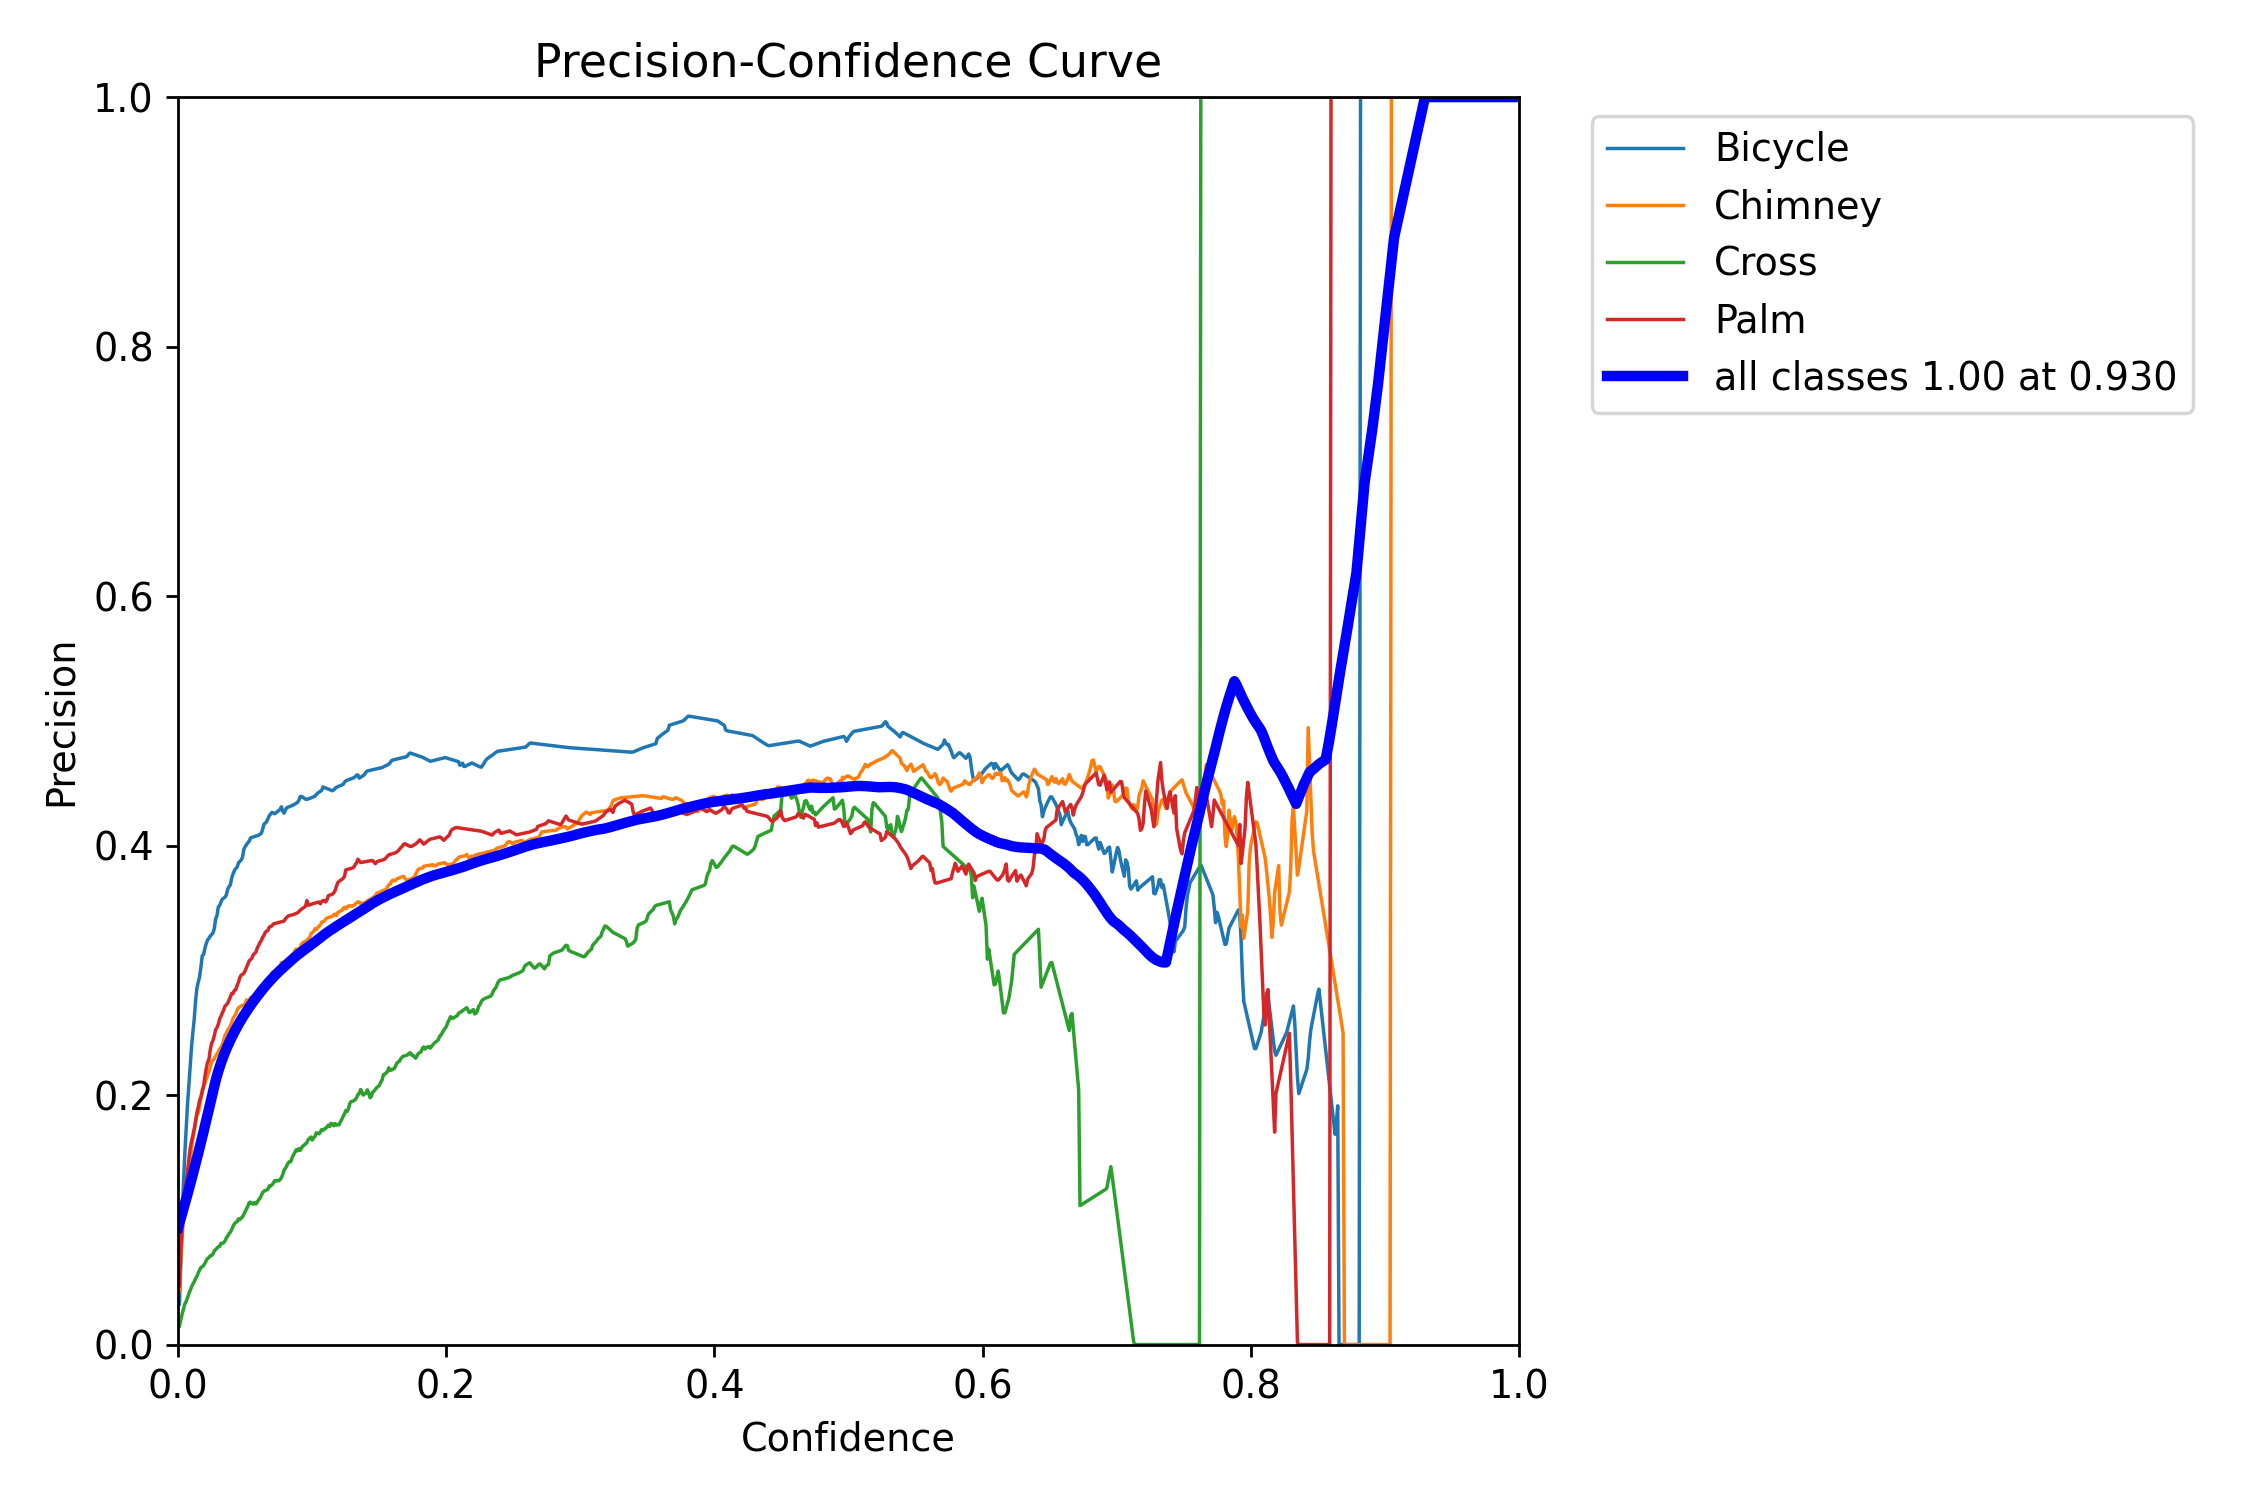 Precision-Confidence Curve
1.0
0.8
0.6
0.4
0.2
0.0
Precision
0.0 0.2 0.4 0.6 0.8 1.0
Confidence
Bicycle
Chimney
Cross
Palm
all classes 1.00 at 0.930